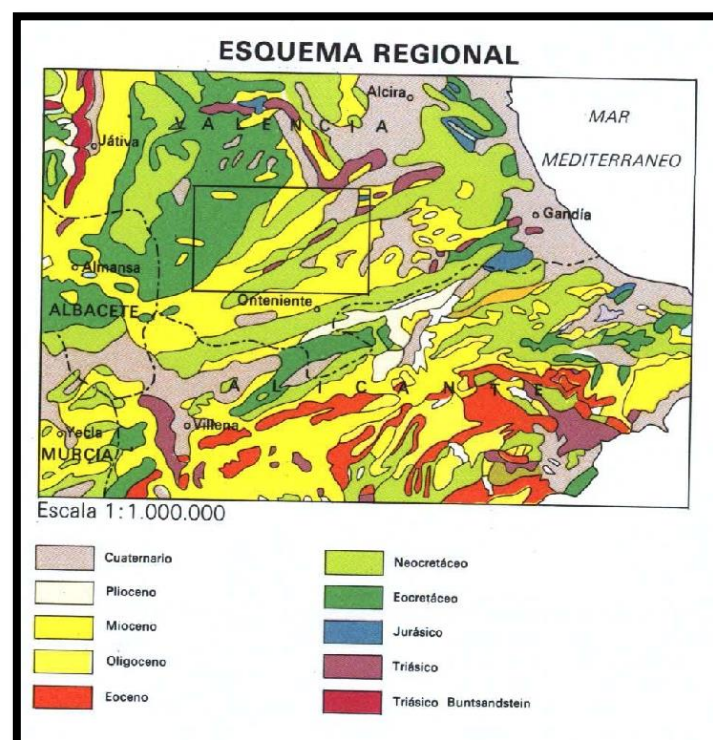 ESQUEMA REGIONAL
Alcira
MAR
MEDITERRANEO
VALENCIA
Játiva
Gandía
Almansa
ALBACETE
Onteniente
ALICANTE
Villena
Yecla
MURCIA
Escala 1:1.000.000
Cuaternario
Plioceno
Mioceno
Oligoceno
Eoceno
Neocretáceo
Eocretáceo
Jurásico
Triásico
Triásico Buntsandstein